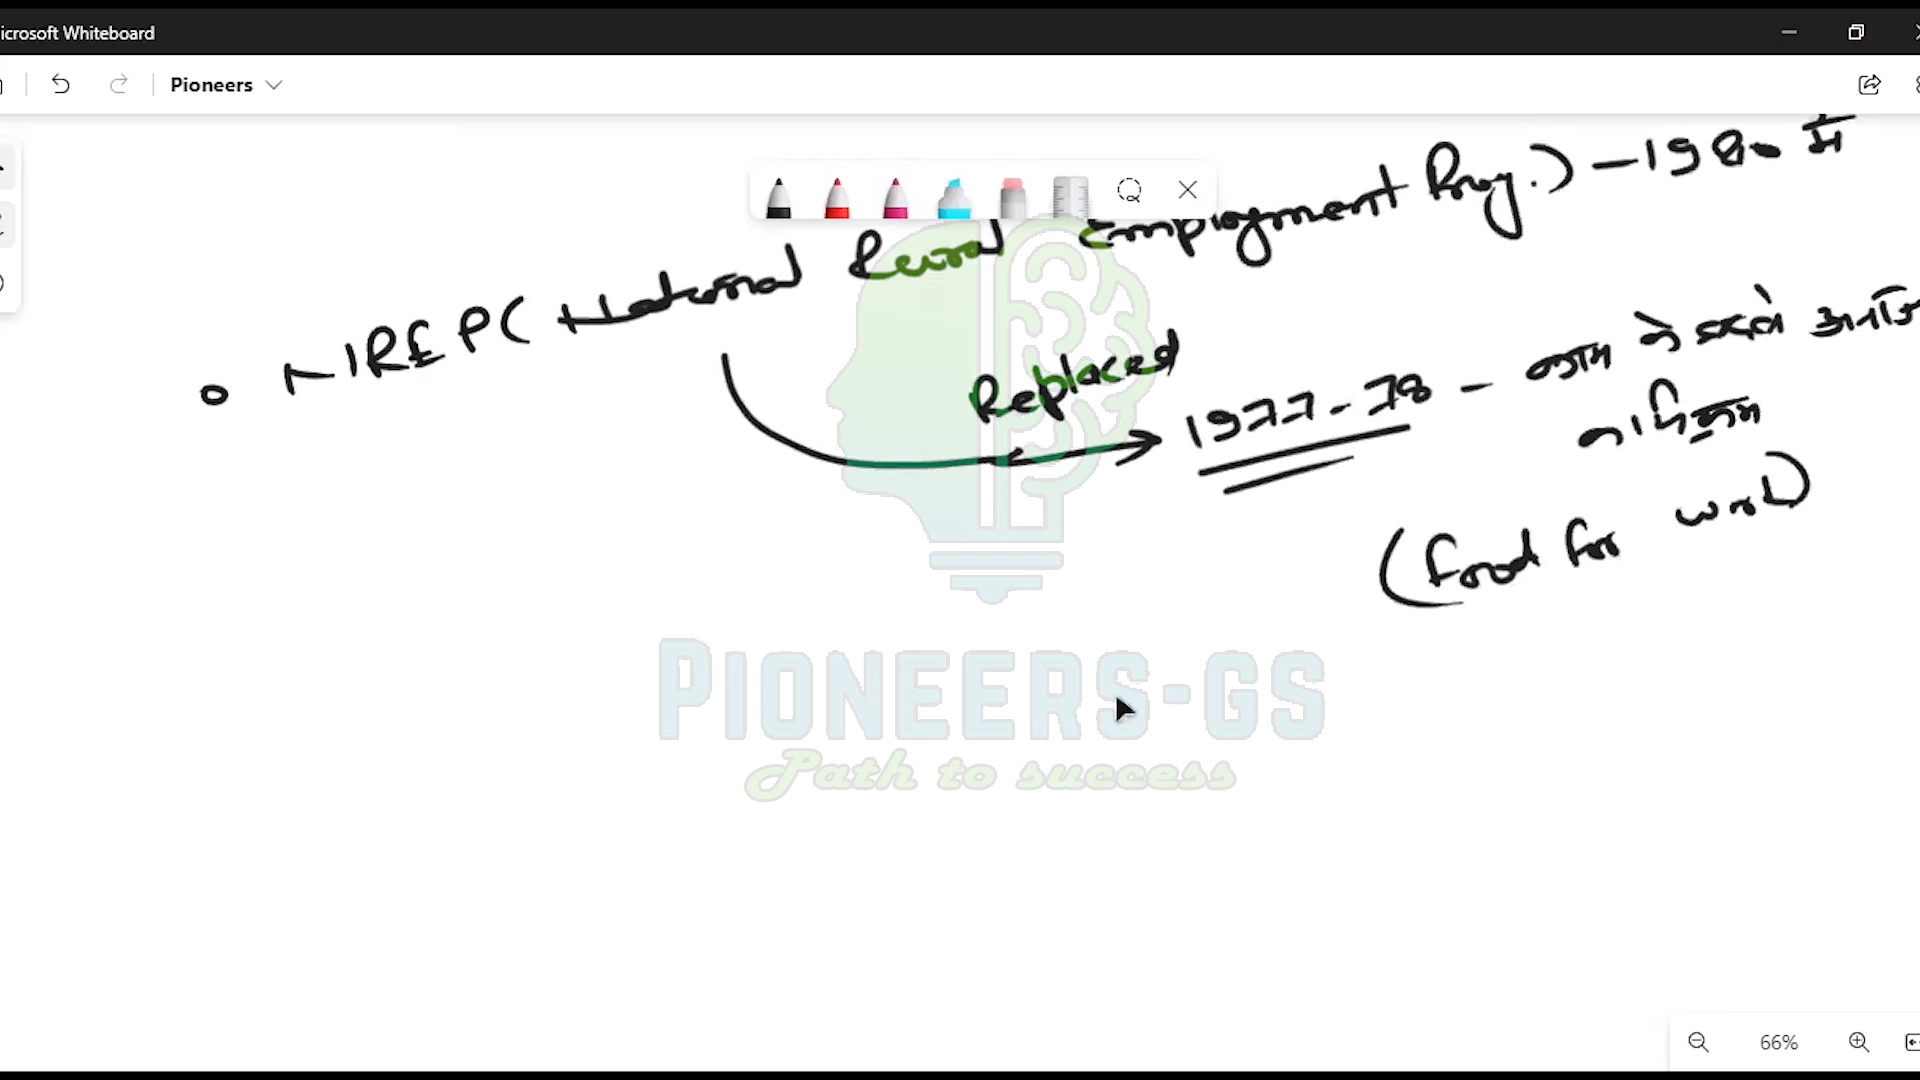 icrosoft Whiteboard
Pioneers
NREP (National Rural Employment Prog.) - 1980 में
Replaced
1977-78 - काम के बदले अनाज
कार्यक्रम
(Food for work)
PIONEERS-GS
Path to success
66%